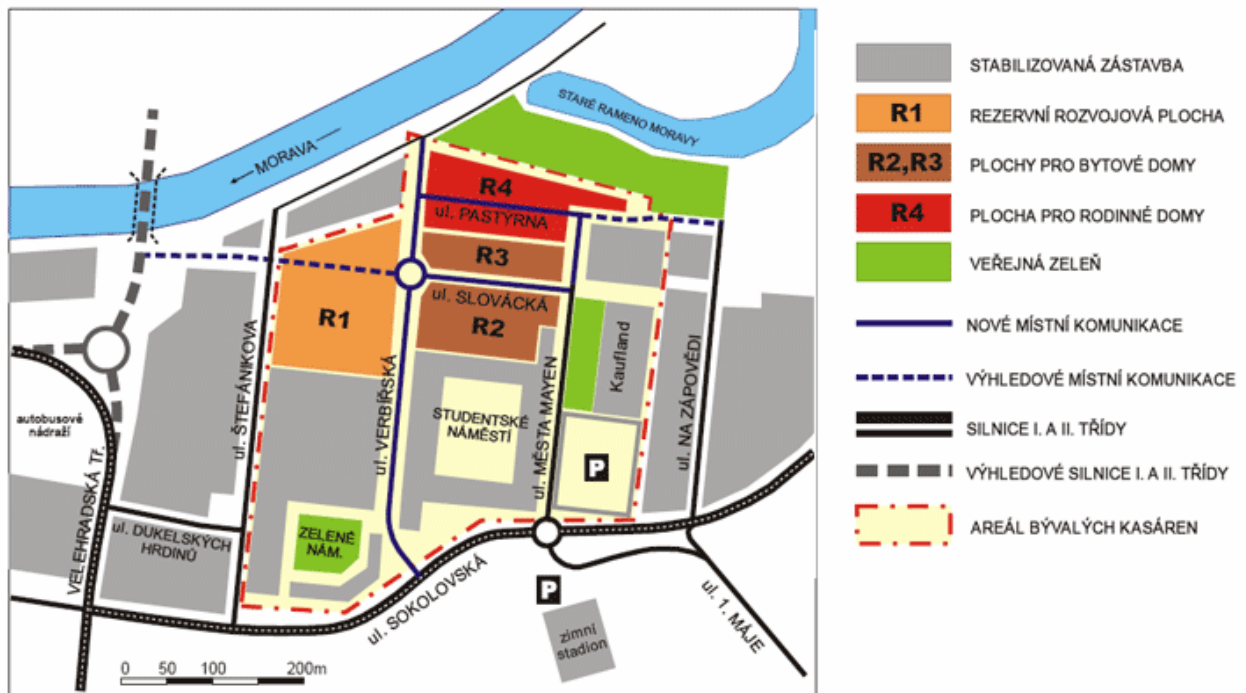 STARÉ RAMENO MORAVY
MORAVA
R4
ul. PASTÝRNA
R3
ul. SLOVÁCKÁ
R1
R2
Kaufland
ul. ŠTEFÁNIKOVA
ul. VERBÍŘSKÁ
ul. MĚSTA MAYEN
ul. NA ZÁPOVĚDI
autobusové
nádraží
STUDENTSKÉ
NÁMĚSTÍ
P
VELEHRADSKÁ Tř.
ul. DUKELSKÝCH
HRDINŮ
ZELENÉ
NÁM.
ul. SOKOLOVSKÁ
P
ul. 1. MÁJE
zimní
stadion
0 50 100 200m
STABILIZOVANÁ ZÁSTAVBA
R1 REZERVNÍ ROZVOJOVÁ PLOCHA
R2,R3 PLOCHY PRO BYTOVÉ DOMY
R4 PLOCHA PRO RODINNÉ DOMY
VEŘEJNÁ ZELEŇ
NOVÉ MÍSTNÍ KOMUNIKACE
VÝHLEDOVÉ MÍSTNÍ KOMUNIKACE
SILNICE I. A II. TŘÍDY
VÝHLEDOVÉ SILNICE I. A II. TŘÍDY
AREÁL BÝVALÝCH KASÁREN